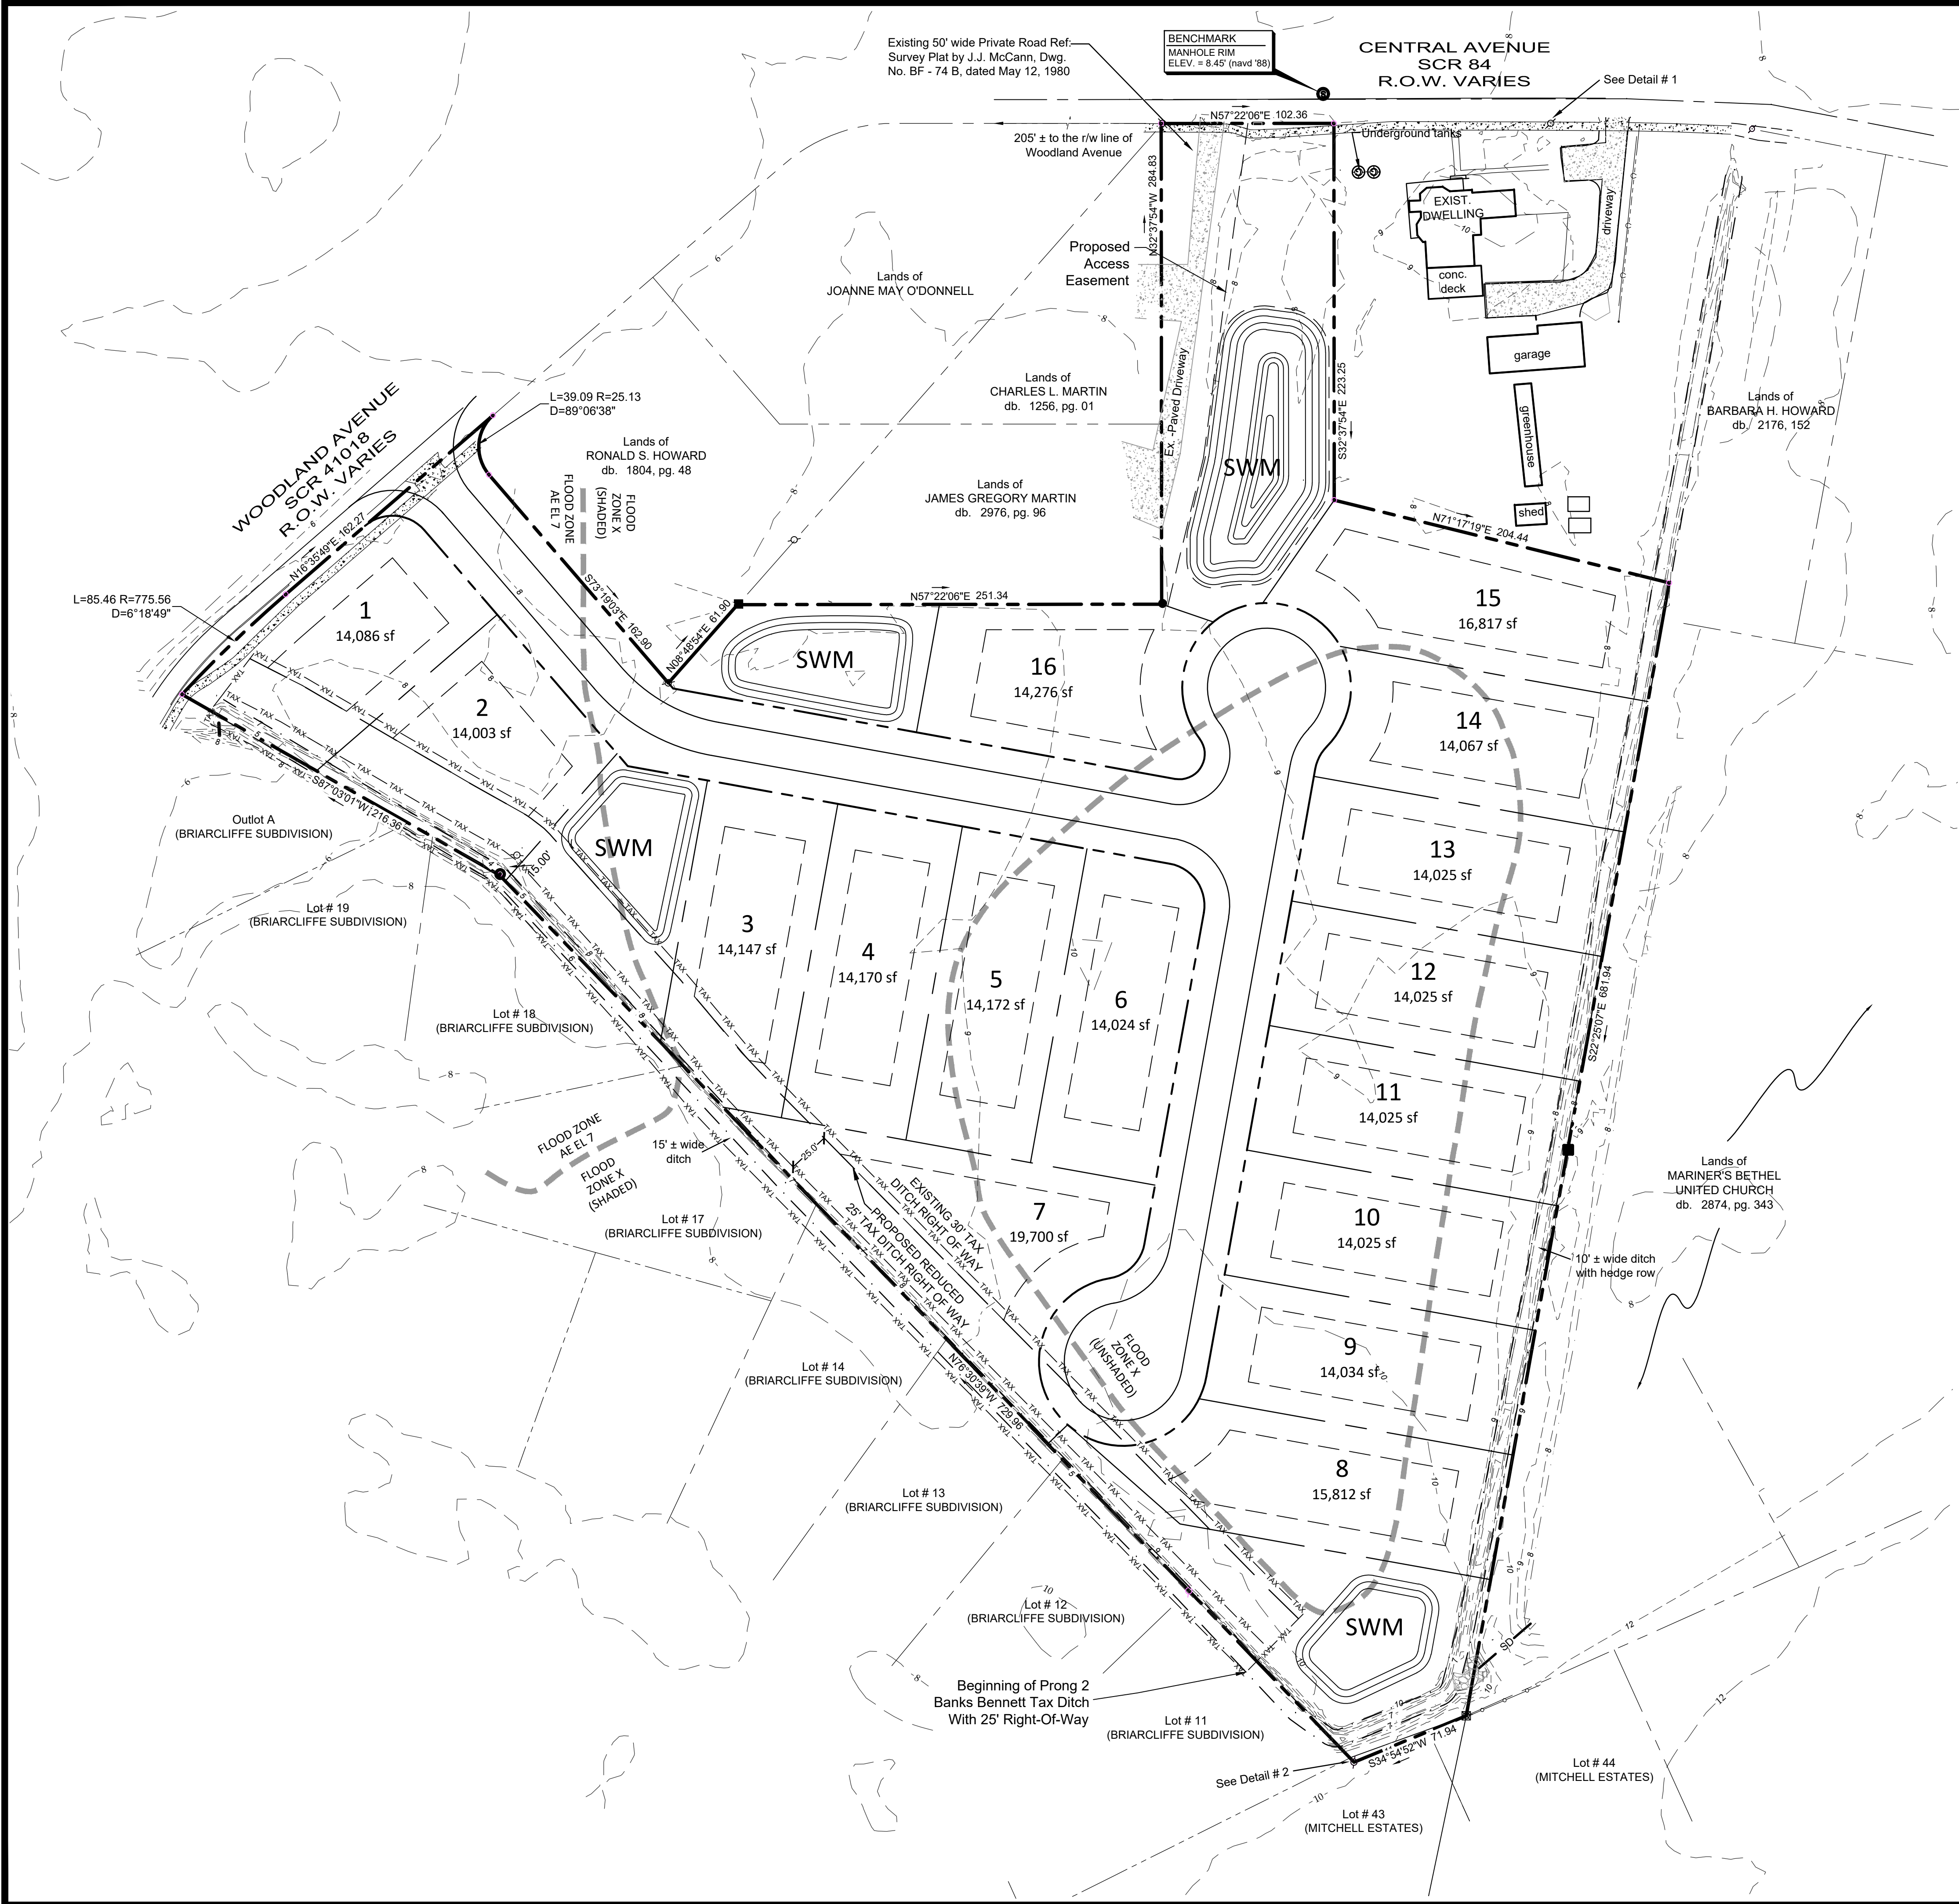 Existing 50' wide Private Road Ref:
Survey Plat by J.J. McCann, Dwg.
No. BF - 74 B, dated May 12, 1980
BENCHMARK
MANHOLE RIM
ELEV. = 8.45' (navd '88)
CENTRAL AVENUE
SCR 84
R.O.W. VARIES
See Detail # 1
N57°22'06"E 102.36
205' ± to the r/w line of
Woodland Avenue
Underground tanks
N32°37'54"W 284.83
EXIST.
DWELLING
conc.
deck
driveway
garage
greenhouse
shed
Proposed
Access
Easement
Ex. Paved Driveway
S32°37'54"E 223.25
SWM
Lands of
JOANNE MAY O'DONNELL
Lands of
CHARLES L. MARTIN
db. 1256, pg. 01
Lands of
BARBARA H. HOWARD
db. 2176, 152
WOODLAND AVENUE
SCR 41018
R.O.W. VARIES
L=39.09 R=25.13
D=89°06'38"
Lands of
RONALD S. HOWARD
db. 1804, pg. 48
Lands of
JAMES GREGORY MARTIN
db. 2976, pg. 96
FLOOD ZONE
AE EL 7
FLOOD
ZONE X
(SHADED)
N71°17'19"E 204.44
N16°35'49"E 162.27
L=85.46 R=775.56
D=6°18'49"
S73°19'03"E 162.90
N08°48'54"E 61.90
N57°22'06"E 251.34
1
14,086 sf
2
14,003 sf
SWM
16
14,276 sf
15
16,817 sf
14
14,067 sf
S87°03'01"W 216.36
Outlot A
(BRIARCLIFFE SUBDIVISION)
SWM
15.00'
13
14,025 sf
Lot # 19
(BRIARCLIFFE SUBDIVISION)
3
14,147 sf
4
14,170 sf
5
14,172 sf
6
14,024 sf
12
14,025 sf
S22°25'07"E 681.94
Lot # 18
(BRIARCLIFFE SUBDIVISION)
11
14,025 sf
FLOOD ZONE
AE EL 7
FLOOD
ZONE X
(SHADED)
15' ± wide
ditch
25.0'
EXISTING 30' TAX
DITCH RIGHT OF WAY
PROPOSED REDUCED
25' TAX DITCH RIGHT OF WAY
Lands of
MARINER'S BETHEL
UNITED CHURCH
db. 2874, pg. 343
Lot # 17
(BRIARCLIFFE SUBDIVISION)
7
19,700 sf
10
14,025 sf
10' ± wide ditch
with hedge row
FLOOD
ZONE X
(UNSHADED)
9
14,034 sf
Lot # 14
(BRIARCLIFFE SUBDIVISION)
N76°30'39"W 729.96
8
15,812 sf
Lot # 13
(BRIARCLIFFE SUBDIVISION)
Lot # 12
(BRIARCLIFFE SUBDIVISION)
SWM
SD
Beginning of Prong 2
Banks Bennett Tax Ditch
With 25' Right-Of-Way
Lot # 11
(BRIARCLIFFE SUBDIVISION)
S34°54'52"W 71.94
See Detail # 2
Lot # 44
(MITCHELL ESTATES)
Lot # 43
(MITCHELL ESTATES)